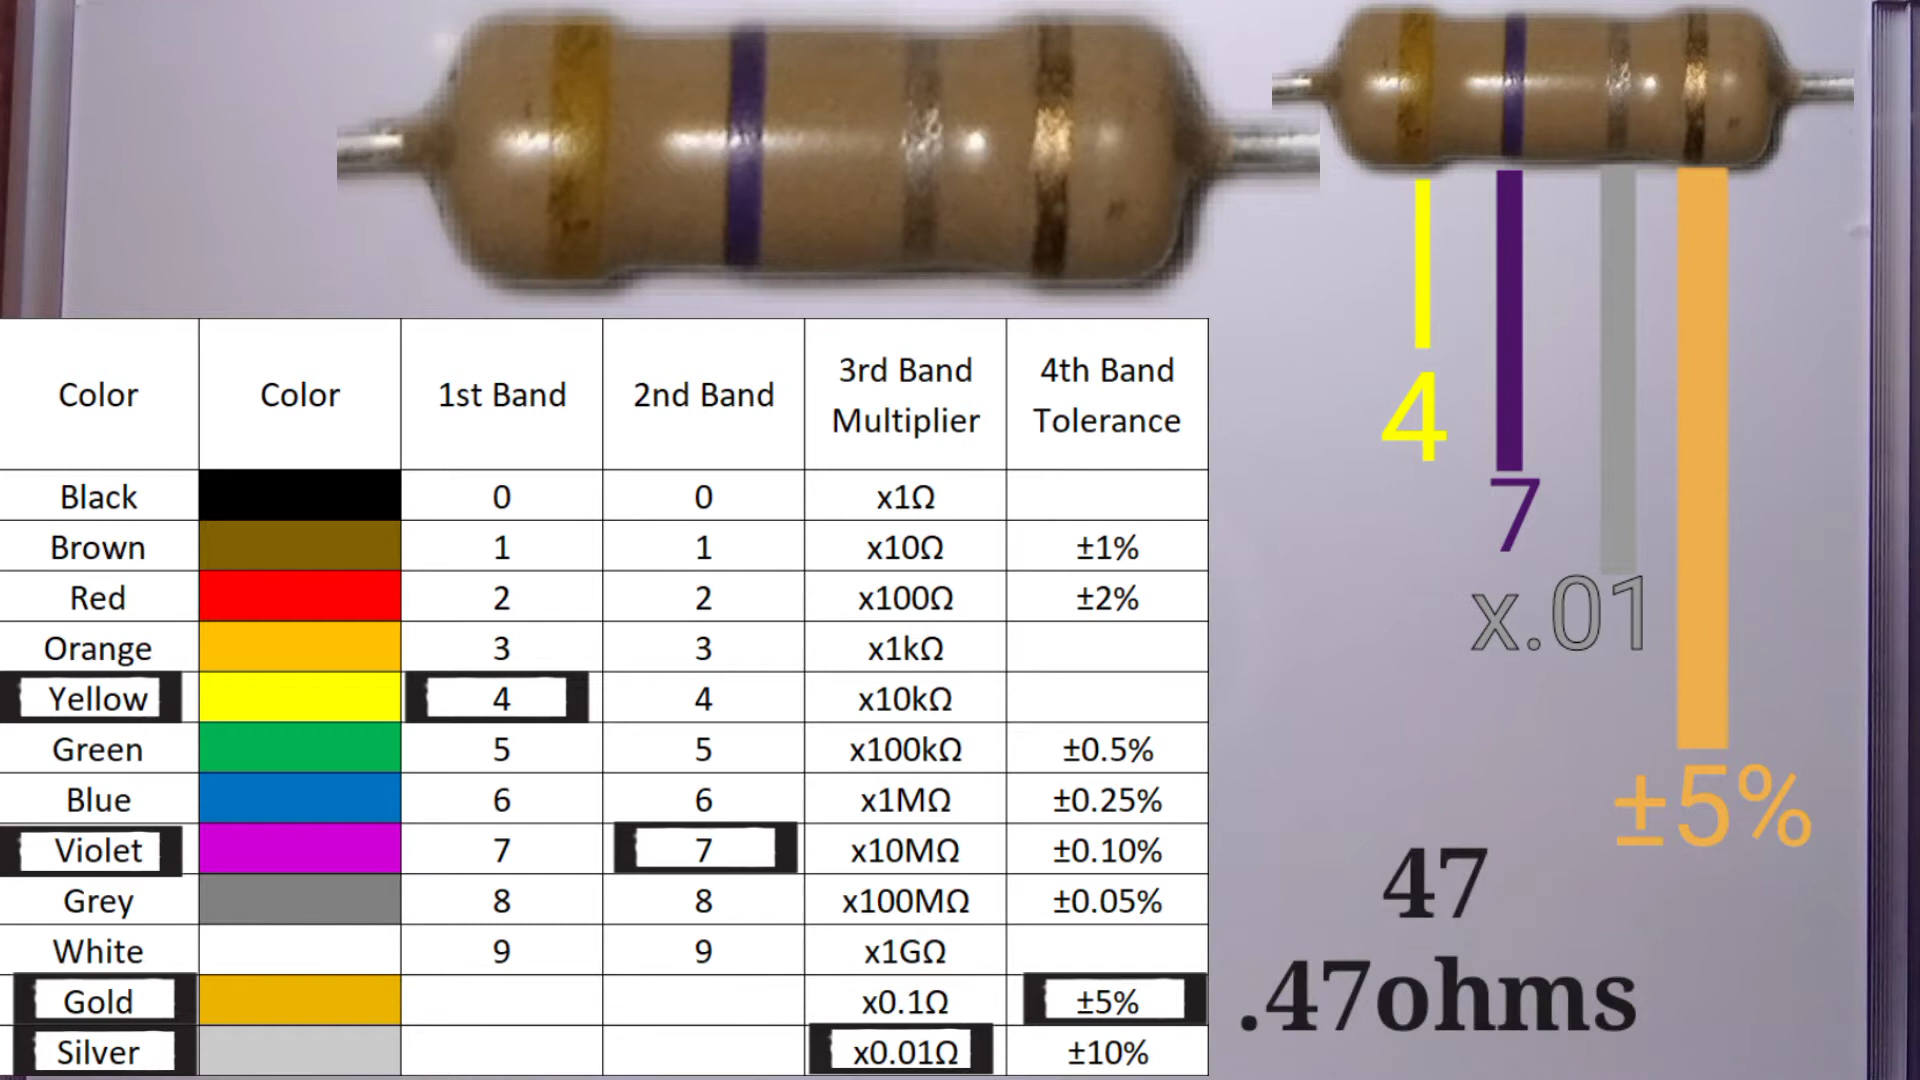 Color Color 1st Band 2nd Band 3rd Band Multiplier 4th Band Tolerance
Black 0 0 x1Ω
Brown 1 1 x10Ω ±1%
Red 2 2 x100Ω ±2%
Orange 3 3 x1kΩ
Yellow 4 4 x10kΩ
Green 5 5 x100kΩ ±0.5%
Blue 6 6 x1MΩ ±0.25%
Violet 7 7 x10MΩ ±0.10%
Grey 8 8 x100MΩ ±0.05%
White 9 9 x1GΩ
Gold x0.1Ω ±5%
Silver x0.01Ω ±10%
4
7
x.01
±5%
47
.47ohms